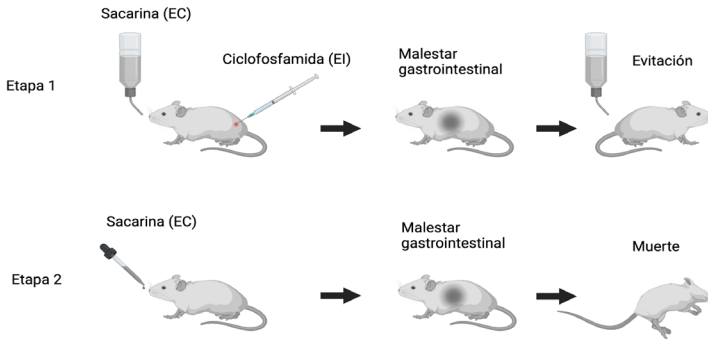 Sacarina (EC)
Ciclofosfamida (EI)
Malestar
gastrointestinal
Evitación
Etapa 1
Sacarina (EC)
Malestar
gastrointestinal
Muerte
Etapa 2